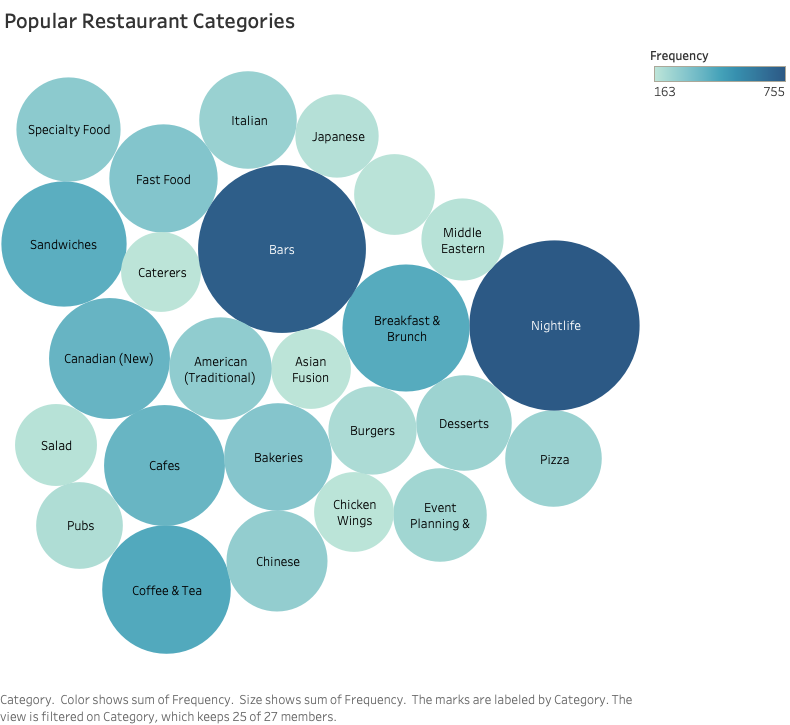 Popular Restaurant Categories
Frequency
163 755
Specialty Food
Italian
Japanese
Fast Food
Sandwiches
Caterers
Bars
Middle
Eastern
Breakfast &
Brunch
Nightlife
Canadian (New)
American
(Traditional)
Asian
Fusion
Salad
Cafes
Bakeries
Burgers
Desserts
Pizza
Pubs
Chicken
Wings
Event
Planning &
Coffee & Tea
Chinese
Category.  Color shows sum of Frequency.  Size shows sum of Frequency.  The marks are labeled by Category. The
view is filtered on Category, which keeps 25 of 27 members.